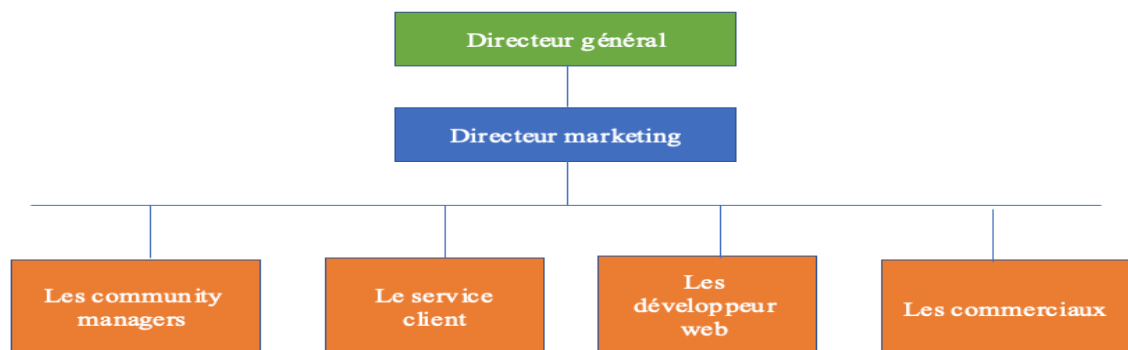 Directeur général
Directeur marketing
Les community
managers
Le service
client
Les
développeur
web
Les commerciaux